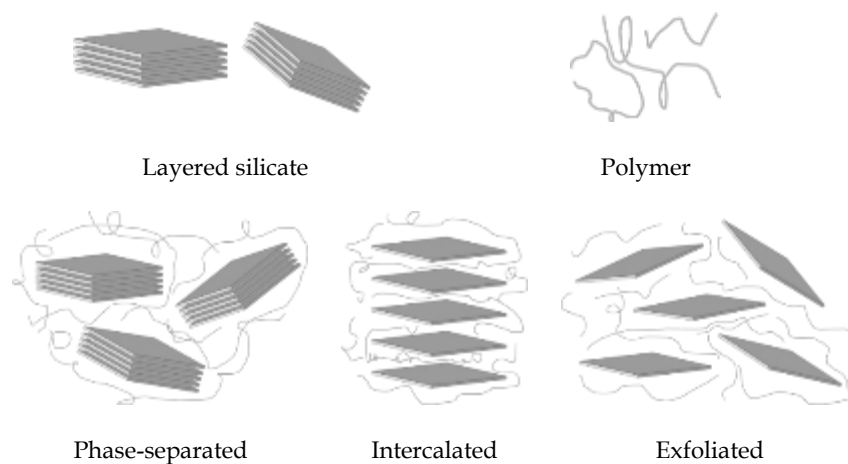 Layered silicate Polymer
Phase-separated Intercalated Exfoliated